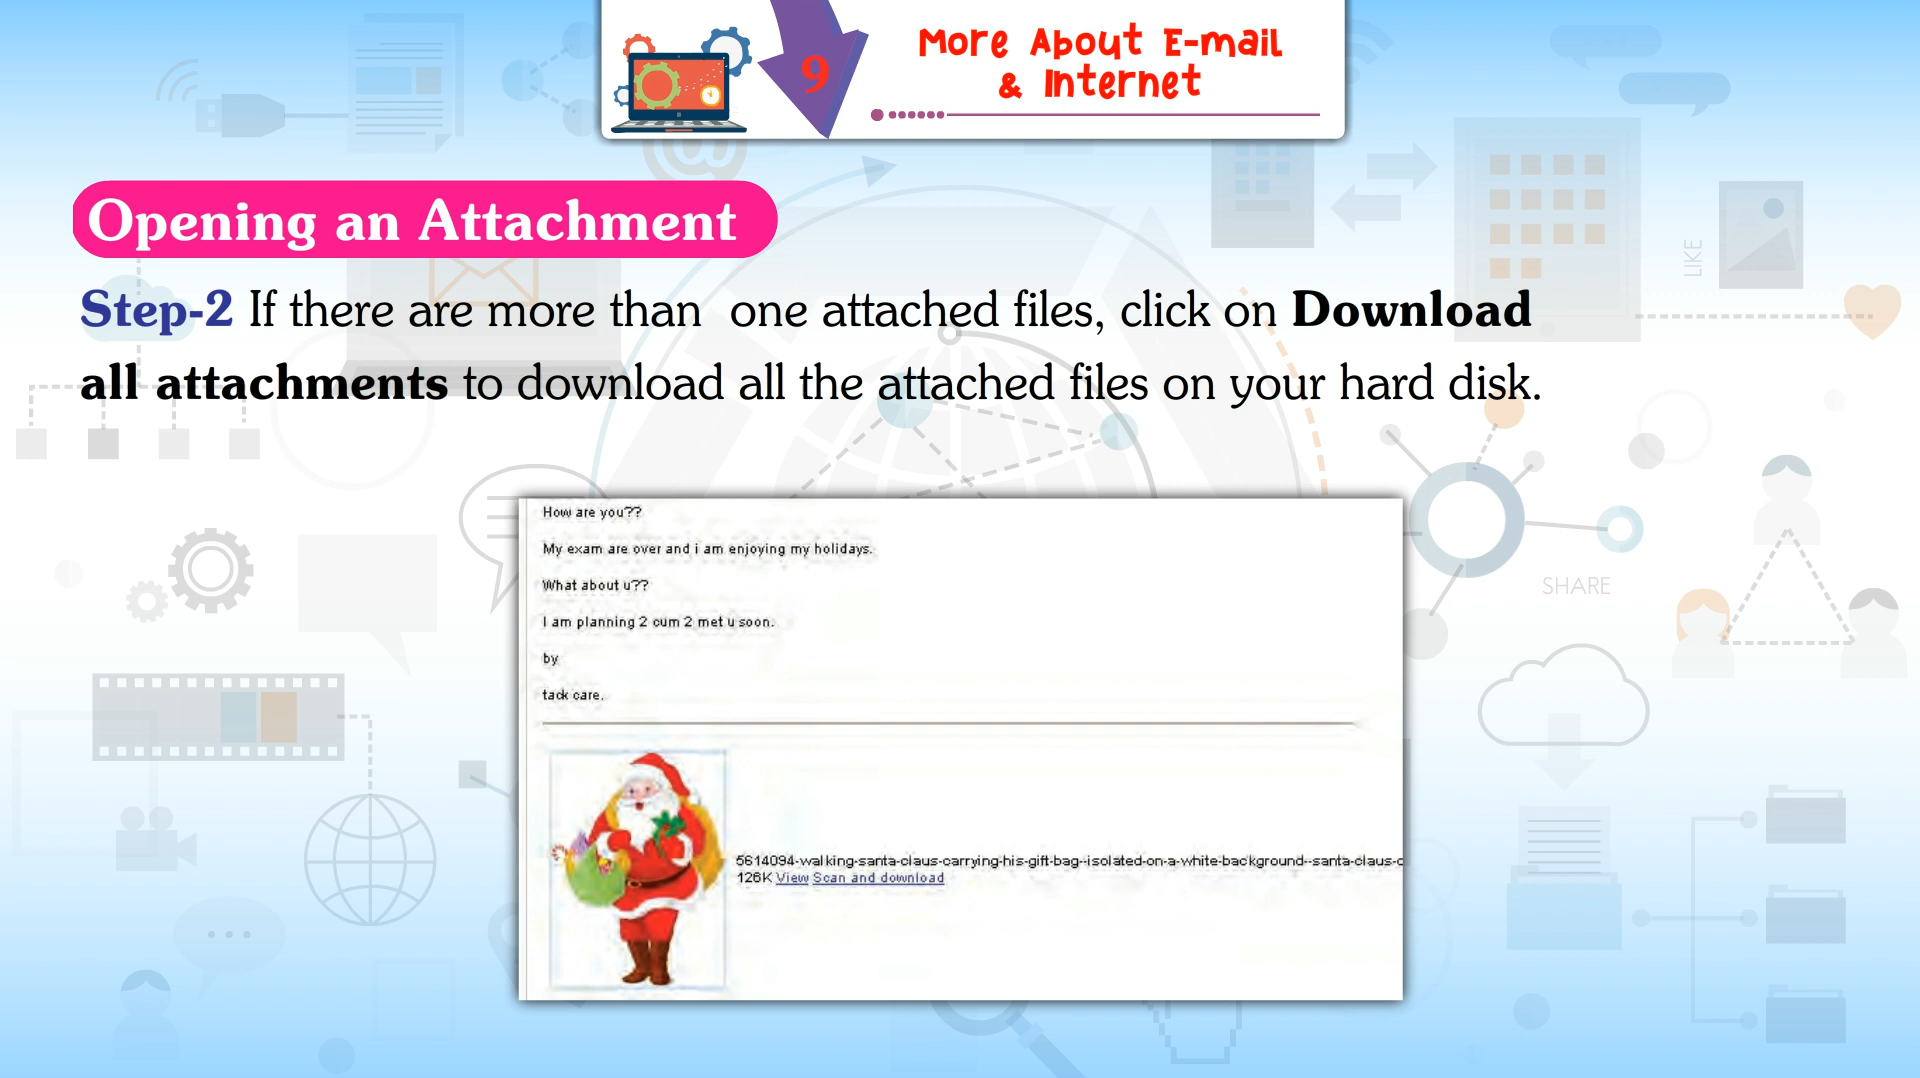 9
More About E-mail
& Internet
Opening an Attachment
Step-2 If there are more than one attached files, click on Download
all attachments to download all the attached files on your hard disk.
LIKE
SHARE
How are you??
My exam are over and i am enjoying my holidays.
What about u??
I am planning 2 cum 2 met u soon.
by
tack care.
5614094-walking-santa-claus-carrying-his-gift-bag--isolated-on-a-white-background--santa-claus-c
126K View Scan and download